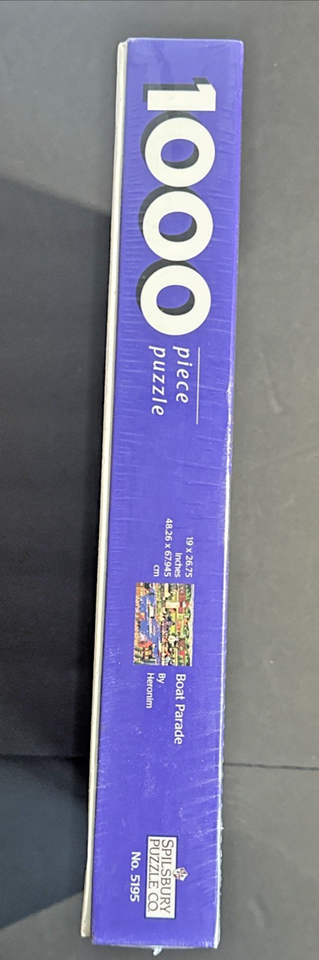 1000
piece
puzzle
19 x 26.75
Inches
48.26 x 67.945
cm
Boat Parade
By
Heronim
SPILSBURY
PUZZLE CO.
No. 5195